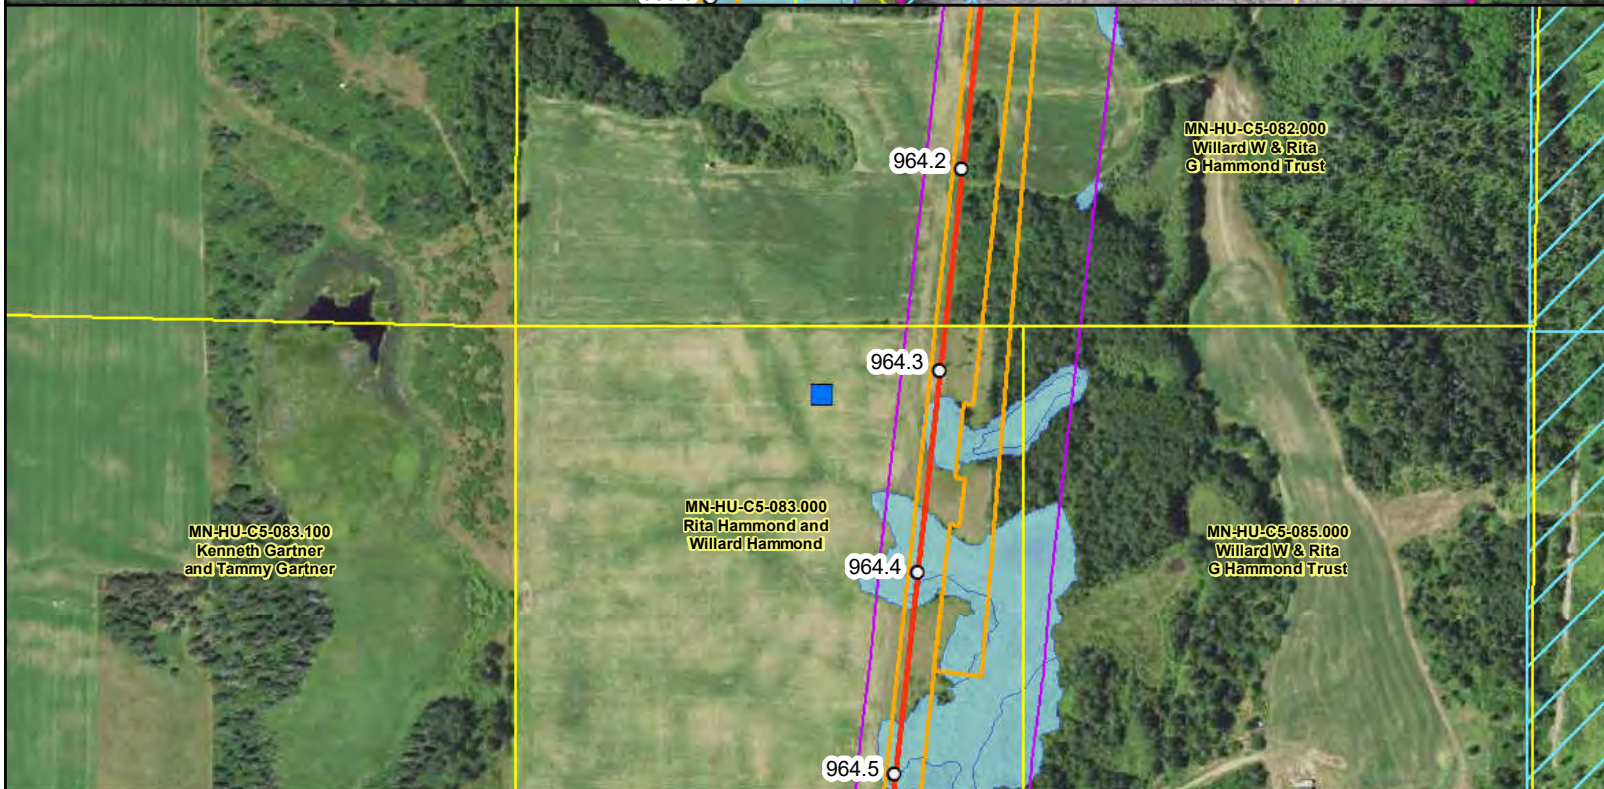 MN-HU-C5-082.000
Willard W & Rita
G Hammond Trust
964.2
964.3
MN-HU-C5-083.000
Rita Hammond and
Willard Hammond
MN-HU-C5-083.100
Kenneth Gartner
and Tammy Gartner
MN-HU-C5-085.000
Willard W & Rita
G Hammond Trust
964.4
964.5